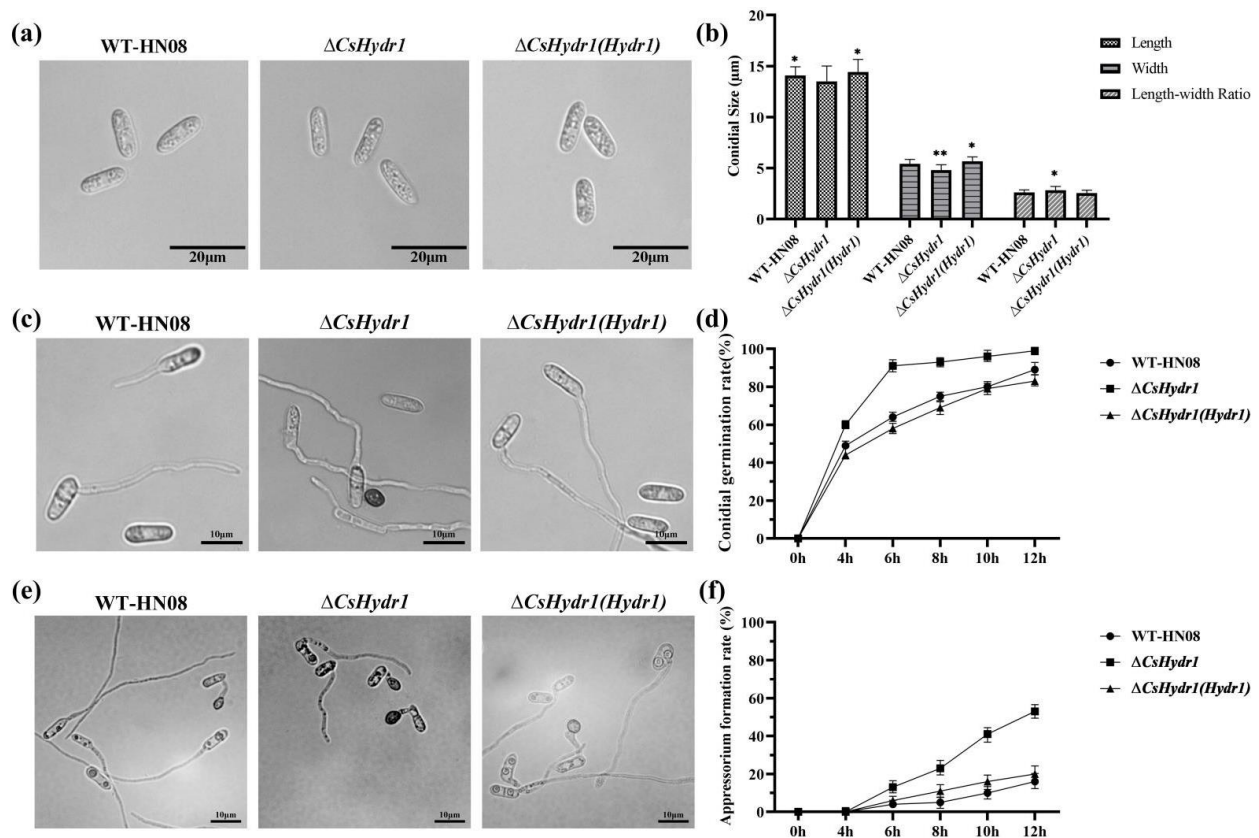 (a)
WT-HN08
ΔCsHydr1
ΔCsHydr1(Hydr1)
20μm
20μm
20μm
(b)
Conidial Size (μm)
20
15
10
5
0
*
*
**
*
*
WT-HN08
ΔCsHydr1
ΔCsHydr1(Hydr1)
WT-HN08
ΔCsHydr1
ΔCsHydr1(Hydr1)
WT-HN08
ΔCsHydr1
ΔCsHydr1(Hydr1)
Length
Width
Length-width Ratio
(c)
WT-HN08
ΔCsHydr1
ΔCsHydr1(Hydr1)
10μm
10μm
10μm
(d)
Conidial germination rate(%)
100
80
60
40
20
0
0h 4h 6h 8h 10h 12h
WT-HN08
ΔCsHydr1
ΔCsHydr1(Hydr1)
(e)
WT-HN08
ΔCsHydr1
ΔCsHydr1(Hydr1)
10μm
10μm
10μm
(f)
Appressorium formation rate (%)
100
80
60
40
20
0
0h 4h 6h 8h 10h 12h
WT-HN08
ΔCsHydr1
ΔCsHydr1(Hydr1)